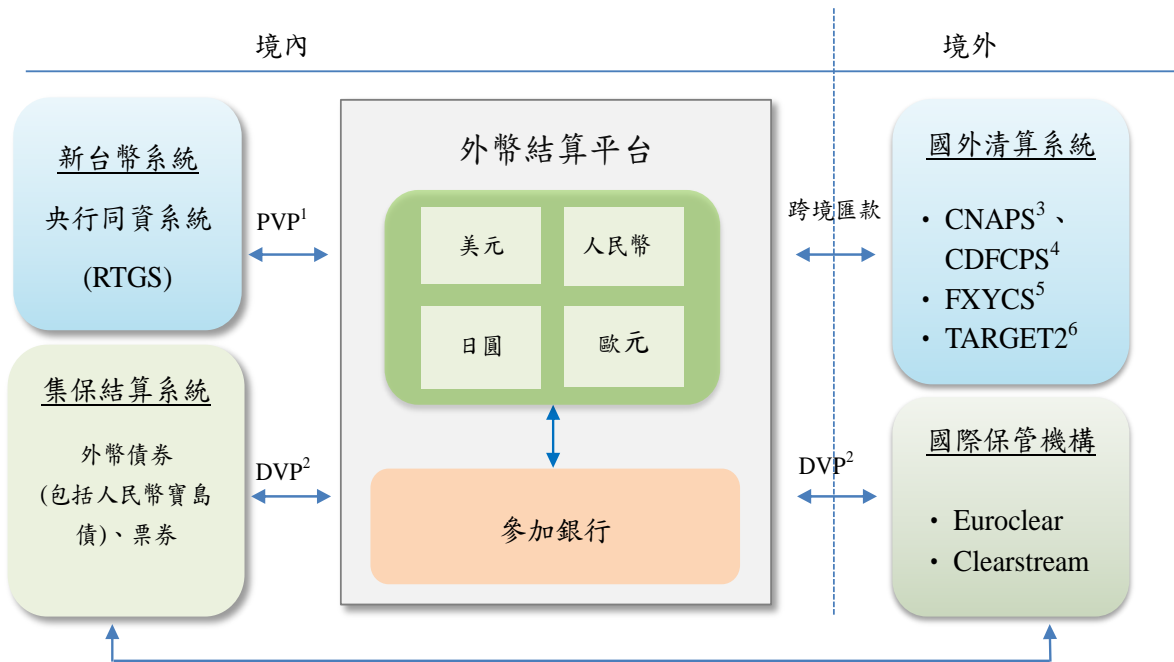 境內
境外
新台幣系統
央行同資系統
(RTGS)
PVP¹
外幣結算平台
美元
人民幣
日圓
歐元
參加銀行
跨境匯款
國外清算系統
・ CNAPS³、
CDFCPS⁴
・ FXYCS⁵
・ TARGET2⁶
集保結算系統
外幣債券
(包括人民幣寶島
債)、票券
DVP²
DVP²
國際保管機構
・ Euroclear
・ Clearstream